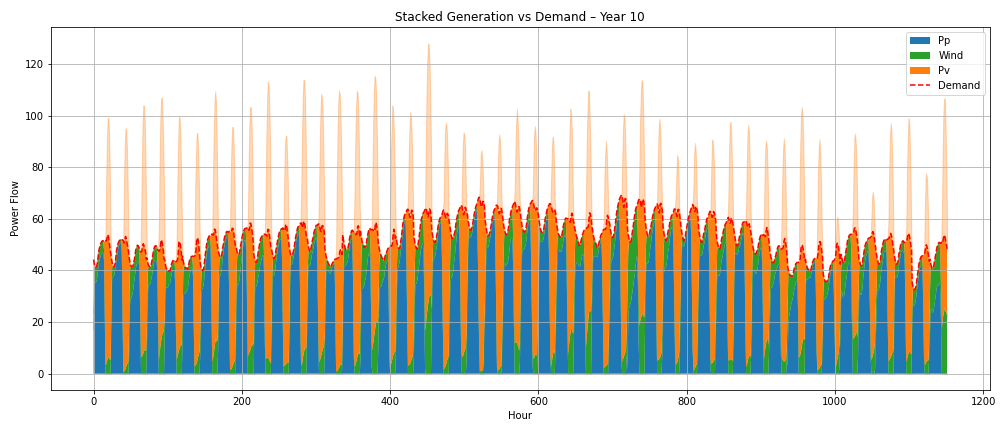 Stacked Generation vs Demand – Year 10
Pp
Wind
Pv
Demand
Power Flow
120
100
80
60
40
20
0
0 200 400 600 800 1000 1200
Hour